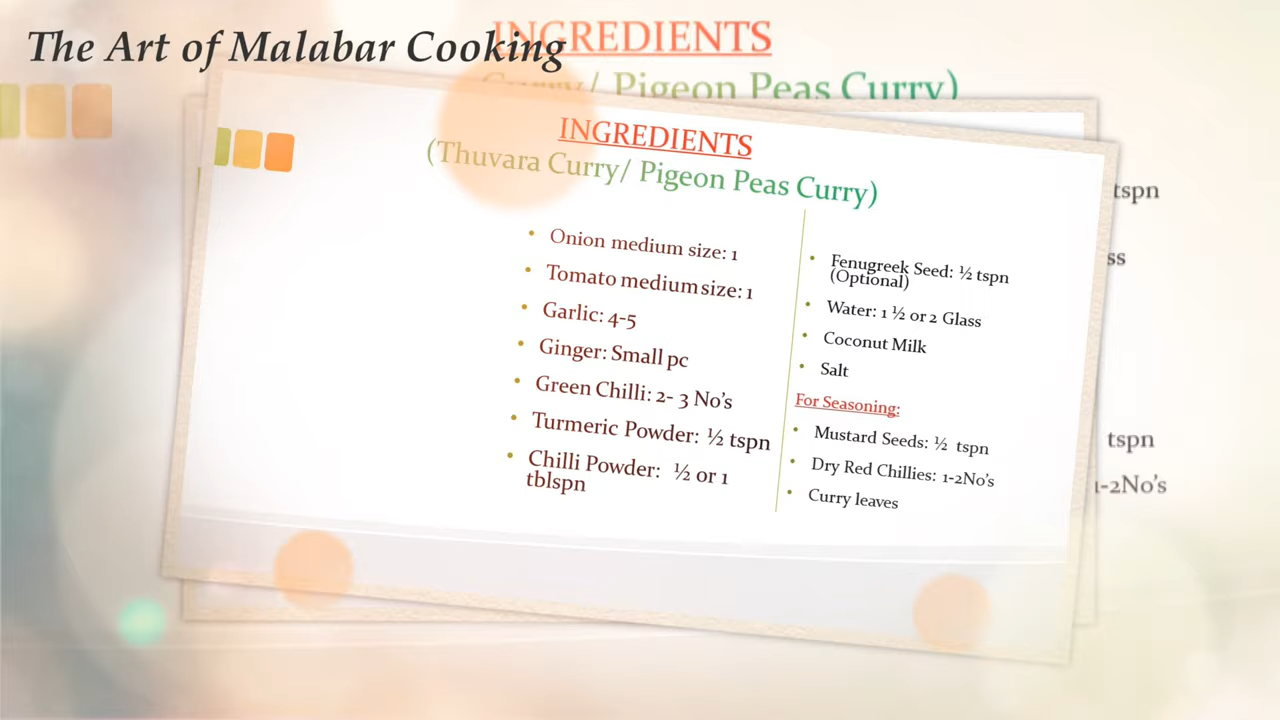 The Art of Malabar Cooking
INGREDIENTS
Curry/ Pigeon Peas Curry)
INGREDIENTS
(Thuvara Curry/ Pigeon Peas Curry)
• Onion medium size: 1
• Tomato medium size: 1
• Garlic: 4-5
• Ginger: Small pc
• Green Chilli: 2- 3 No's
• Turmeric Powder: ½ tspn
• Chilli Powder: ½ or 1
tblspn
• Fenugreek Seed: ½ tspn
(Optional)
• Water: 1 ½ or 2 Glass
• Coconut Milk
• Salt
For Seasoning:
• Mustard Seeds: ½ tspn
• Dry Red Chillies: 1-2No's
• Curry leaves
tspn
ss
tspn
1-2No's